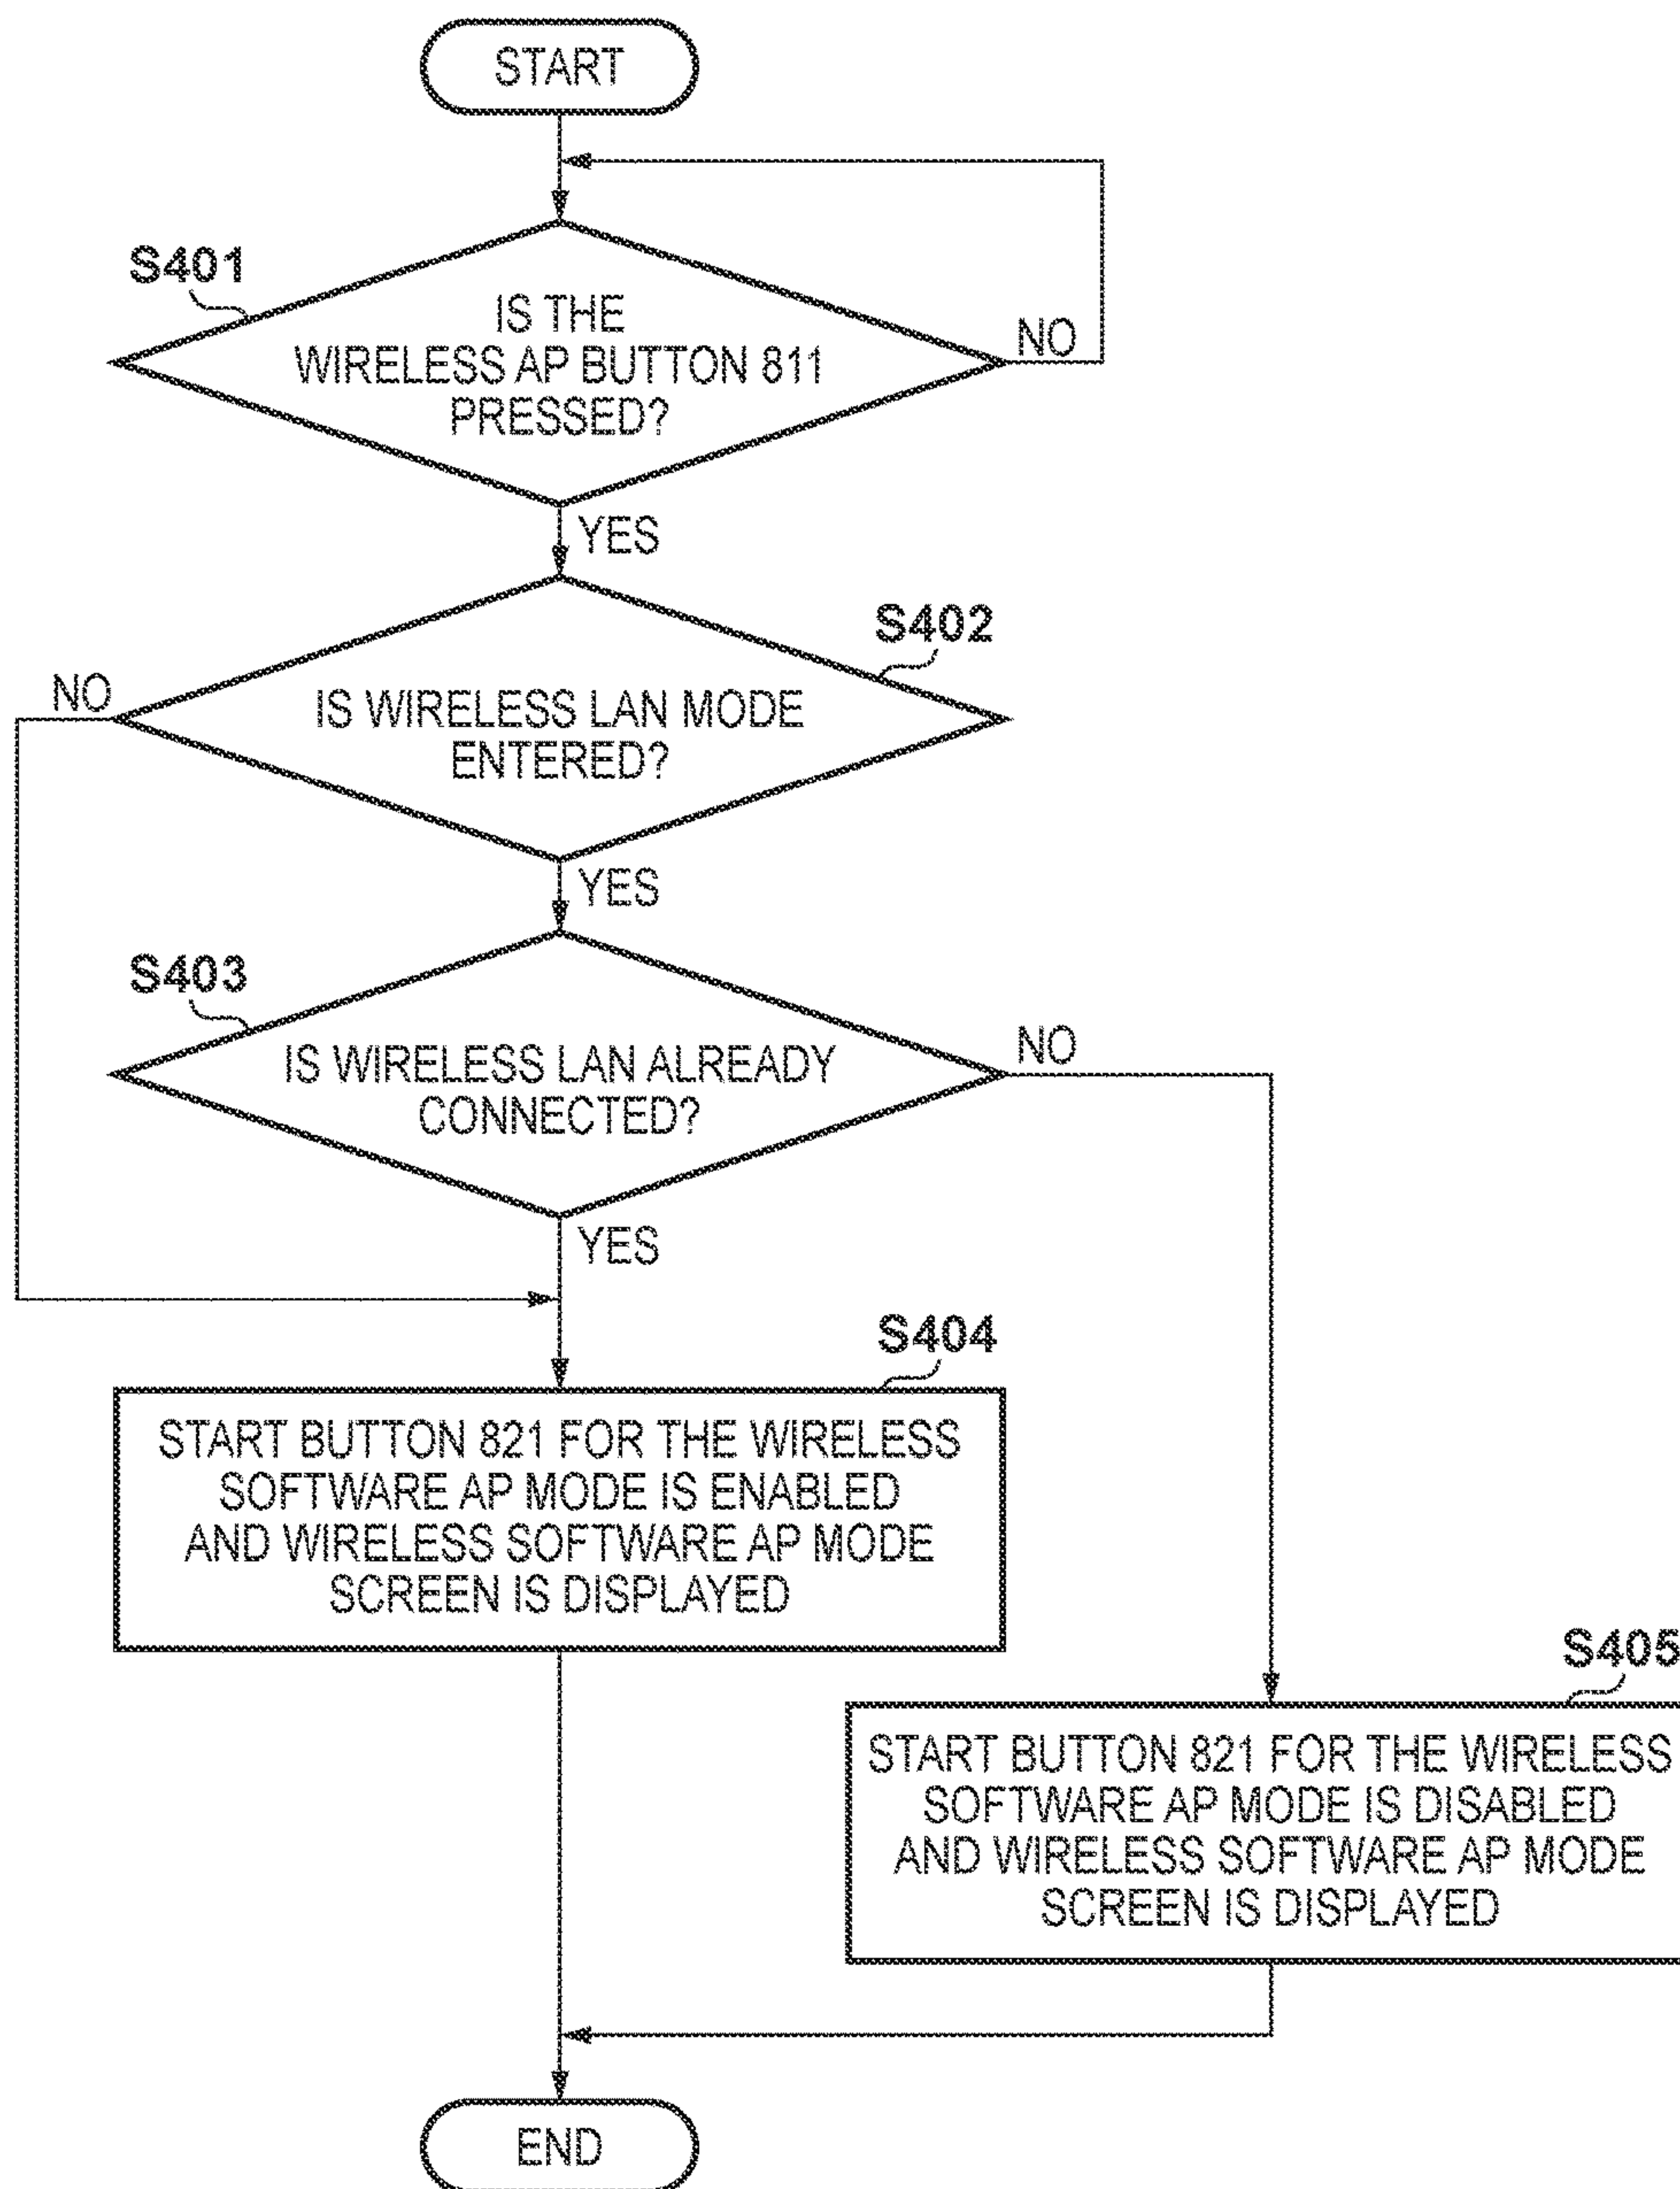 START
S401
IS THE
WIRELESS AP BUTTON 811
PRESSED?
NO
YES
S402
NO
IS WIRELESS LAN MODE
ENTERED?
YES
S403
IS WIRELESS LAN ALREADY
CONNECTED?
NO
YES
S404
START BUTTON 821 FOR THE WIRELESS
SOFTWARE AP MODE IS ENABLED
AND WIRELESS SOFTWARE AP MODE
SCREEN IS DISPLAYED
S405
START BUTTON 821 FOR THE WIRELESS
SOFTWARE AP MODE IS DISABLED
AND WIRELESS SOFTWARE AP MODE
SCREEN IS DISPLAYED
END